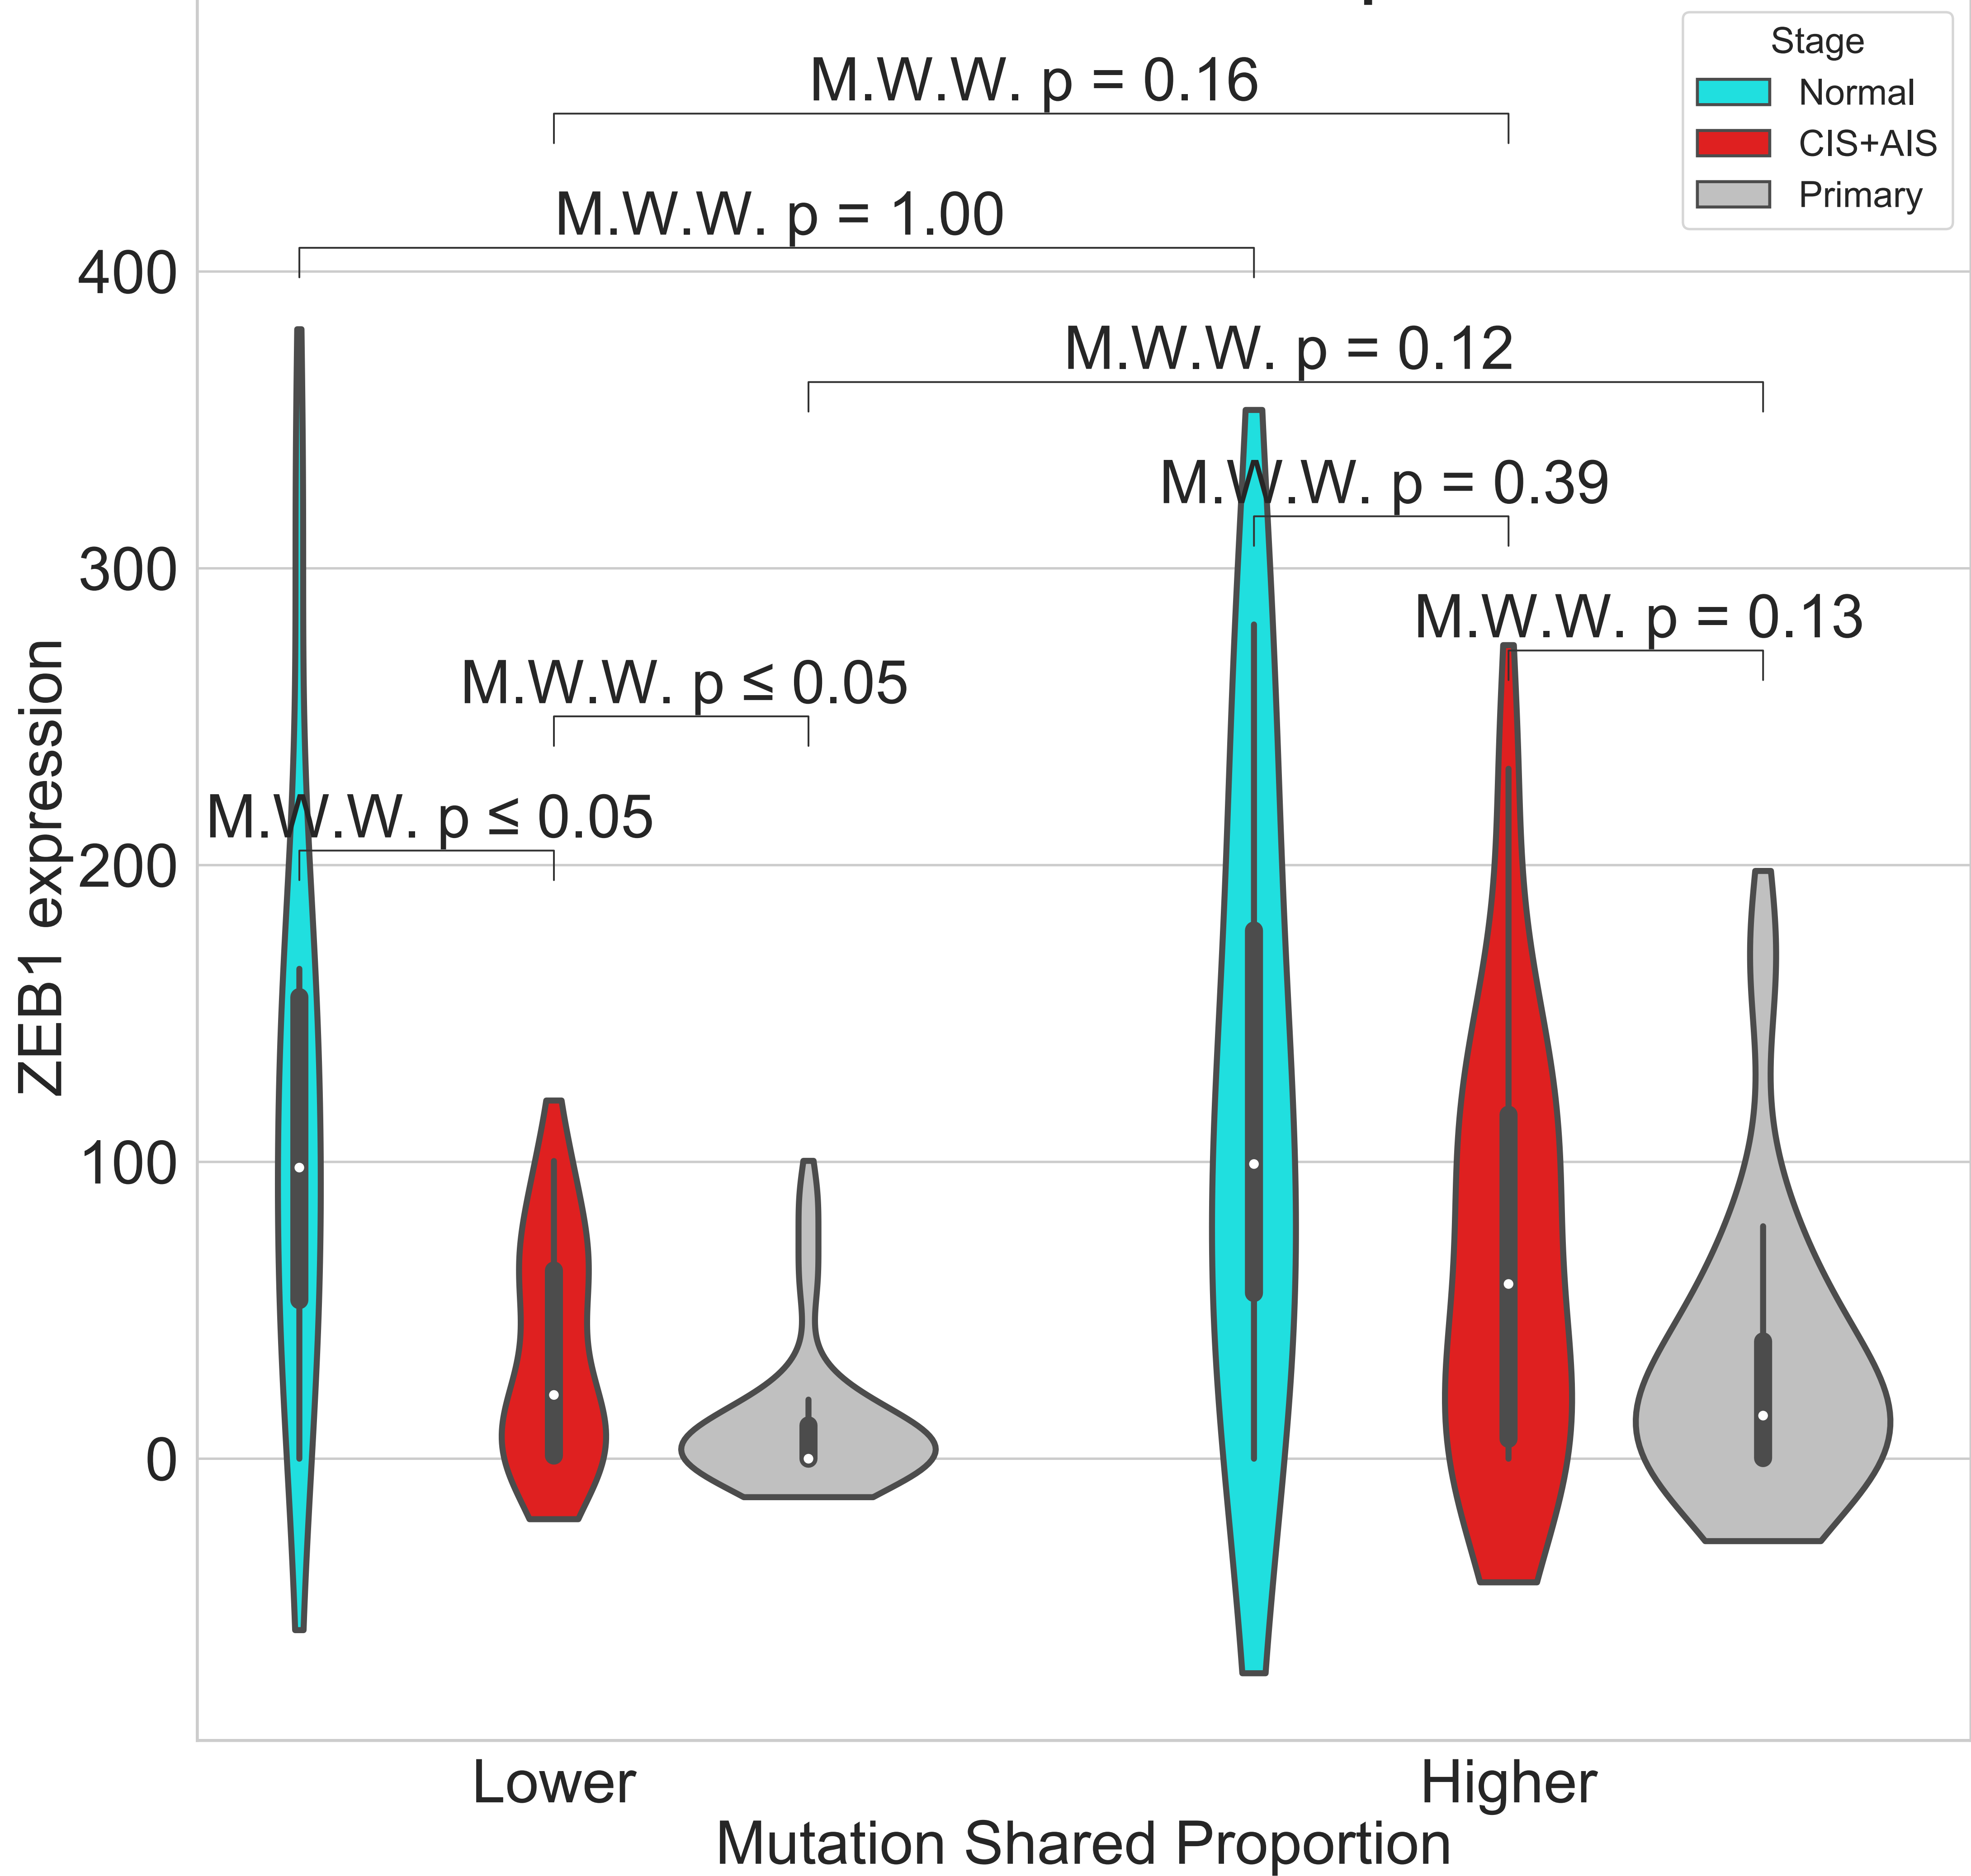 Stage
Normal
CIS+AIS
Primary
M.W.W. p = 0.16
M.W.W. p = 1.00
400
M.W.W. p = 0.12
M.W.W. p = 0.39
300
M.W.W. p = 0.13
M.W.W. p ≤ 0.05
M.W.W. p ≤ 0.05
200
ZEB1 expression
100
0
Lower
Higher
Mutation Shared Proportion